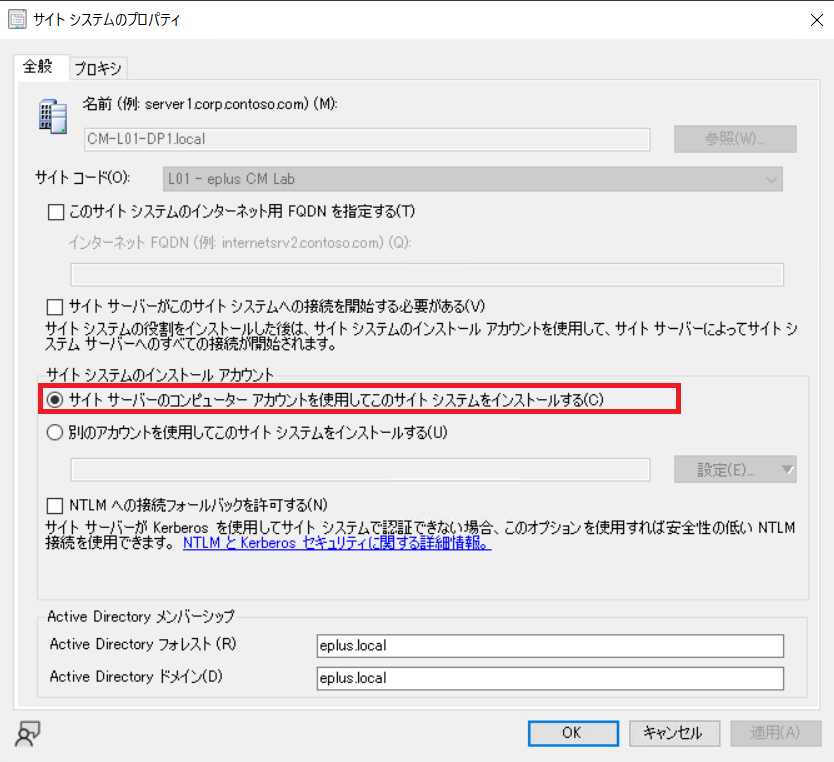 サイト システムのプロパティ
全般
プロキシ
名前 (例: server1.corp.contoso.com) (M):
CM-L01-DP1.local
参照(W)...
サイト コード(O):
L01 - eplus CM Lab
このサイト システムのインターネット用 FQDN を指定する(T)
インターネット FQDN (例: internetsrv2.contoso.com) (Q):
サイト サーバーがこのサイト システムへの接続を開始する必要がある(V)
サイト システムの役割をインストールした後は、サイト システムのインストール アカウントを使用して、サイト サーバーによってサイト シ
ステム サーバーへのすべての接続が開始されます。
サイト システムのインストール アカウント
サイト サーバーのコンピューター アカウントを使用してこのサイト システムをインストールする(C)
別のアカウントを使用してこのサイト システムをインストールする(U)
設定(E)...
NTLM への接続フォールバックを許可する(N)
サイト サーバーが Kerberos を使用してサイト システムで認証できない場合、このオプションを使用すれば安全性の低い NTLM
接続を使用できます。 NTLM と Kerberos セキュリティに関する詳細情報。
Active Directory メンバーシップ
Active Directory フォレスト (R)
eplus.local
Active Directory ドメイン(D)
eplus.local
OK
キャンセル
適用(A)